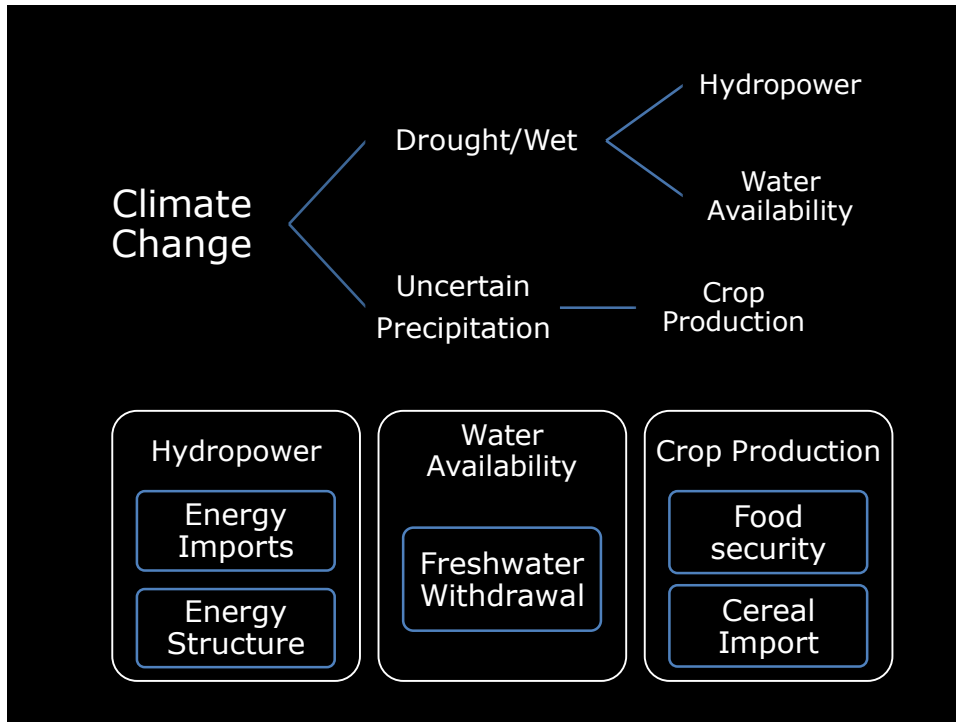 Hydropower
Drought/Wet
Water
Availability
Climate
Change
Uncertain
Precipitation
Crop
Production
Hydropower
Energy
Imports
Energy
Structure
Water
Availability
Freshwater
Withdrawal
Crop Production
Food
security
Cereal
Import